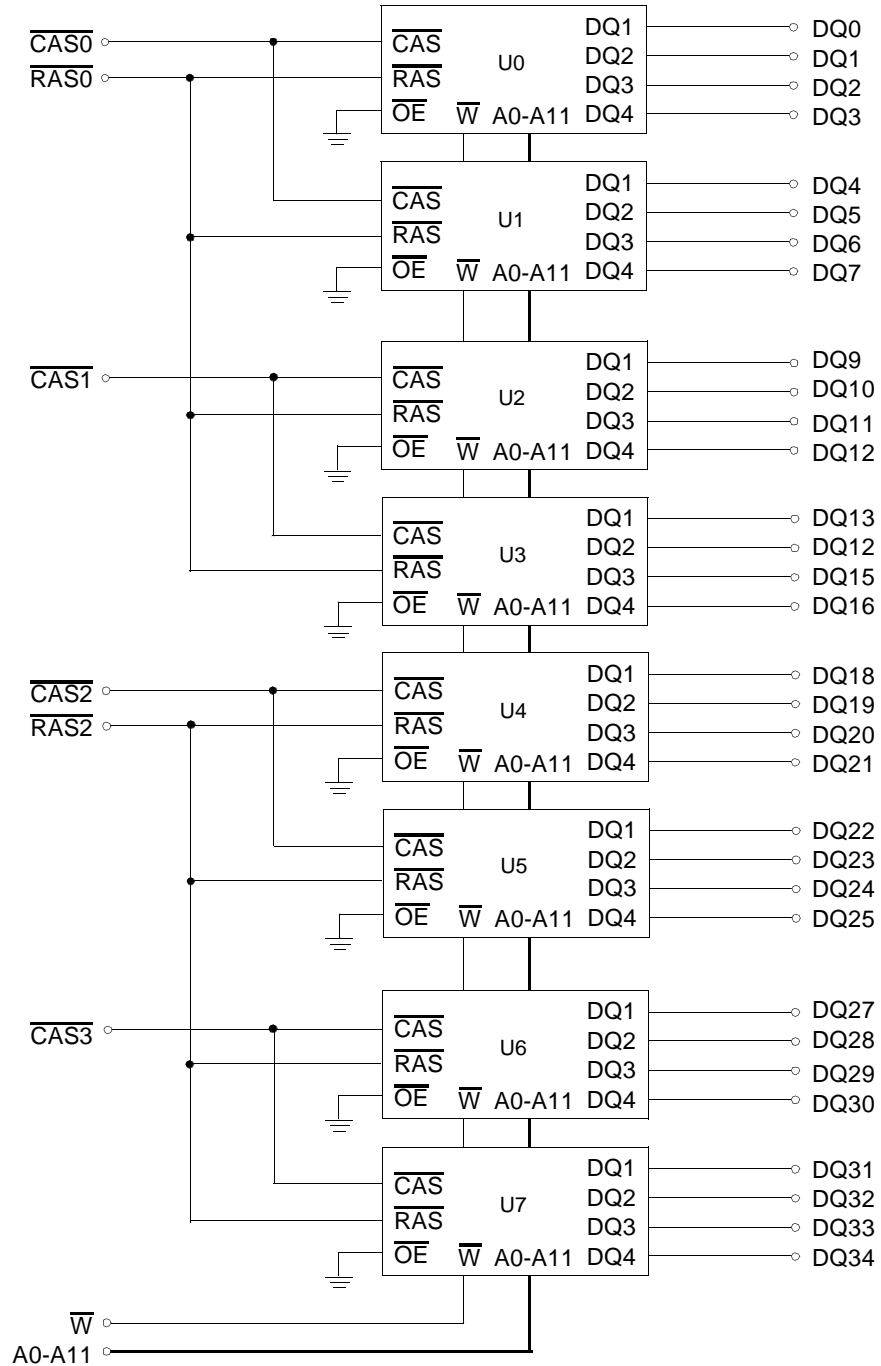 CAS0
RAS0
CAS
RAS
OE
U0
W
A0-A11
DQ1
DQ2
DQ3
DQ4
DQ0
DQ1
DQ2
DQ3
CAS
RAS
OE
U1
W
A0-A11
DQ1
DQ2
DQ3
DQ4
DQ4
DQ5
DQ6
DQ7
CAS1
CAS
RAS
OE
U2
W
A0-A11
DQ1
DQ2
DQ3
DQ4
DQ9
DQ10
DQ11
DQ12
CAS
RAS
OE
U3
W
A0-A11
DQ1
DQ2
DQ3
DQ4
DQ13
DQ12
DQ15
DQ16
CAS2
RAS2
CAS
RAS
OE
U4
W
A0-A11
DQ1
DQ2
DQ3
DQ4
DQ18
DQ19
DQ20
DQ21
CAS
RAS
OE
U5
W
A0-A11
DQ1
DQ2
DQ3
DQ4
DQ22
DQ23
DQ24
DQ25
CAS3
CAS
RAS
OE
U6
W
A0-A11
DQ1
DQ2
DQ3
DQ4
DQ27
DQ28
DQ29
DQ30
CAS
RAS
OE
U7
W
A0-A11
DQ1
DQ2
DQ3
DQ4
DQ31
DQ32
DQ33
DQ34
W
A0-A11